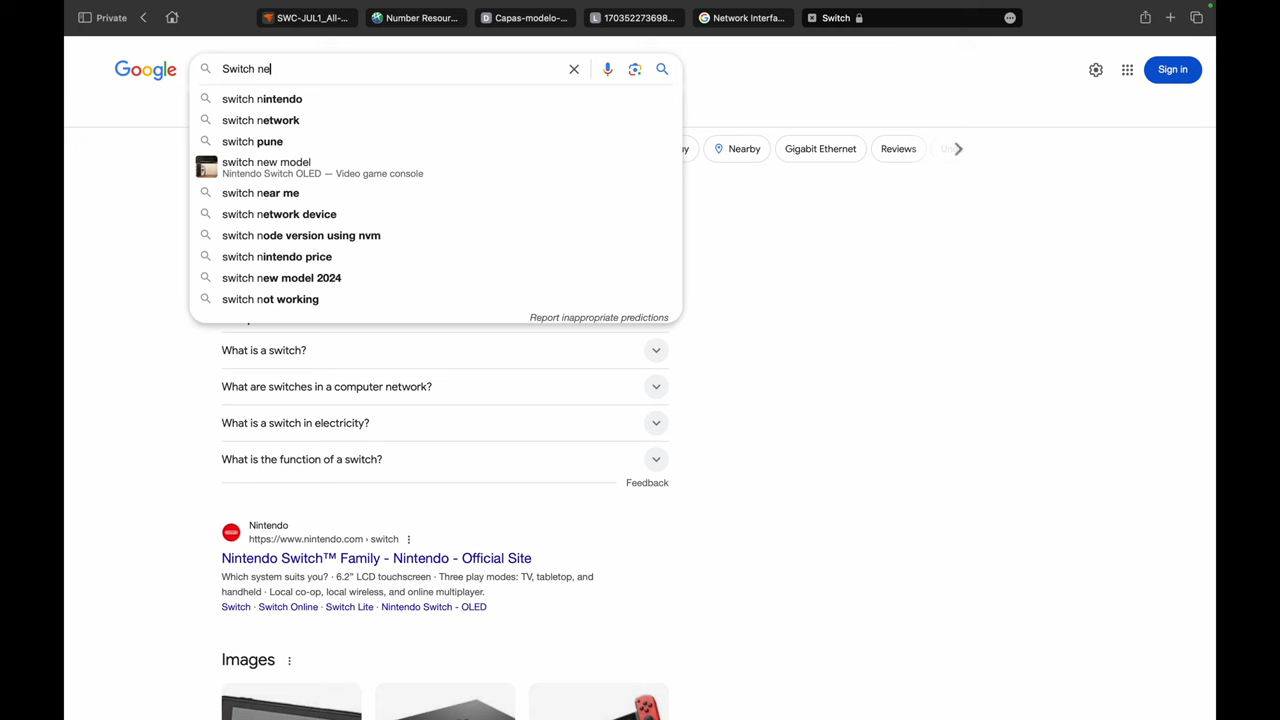 Private
SWC-JUL1_All-...
Number Resour...
Capas-modelo-...
170352273698...
Network Interfa...
Switch
Google
Switch ne
Sign in
switch nintendo
switch network
switch pune
switch new model
Nintendo Switch OLED — Video game console
switch near me
switch network device
switch node version using nvm
switch nintendo price
switch new model 2024
switch not working
Report inappropriate predictions
Nearby
Gigabit Ethernet
Reviews
What is a switch?
What are switches in a computer network?
What is a switch in electricity?
What is the function of a switch?
Feedback
Nintendo
https://www.nintendo.com › switch
Nintendo Switch™ Family - Nintendo - Official Site
Which system suits you? · 6.2" LCD touchscreen · Three play modes: TV, tabletop, and
handheld · Local co-op, local wireless, and online multiplayer.
Switch · Switch Online · Switch Lite · Nintendo Switch - OLED
Images